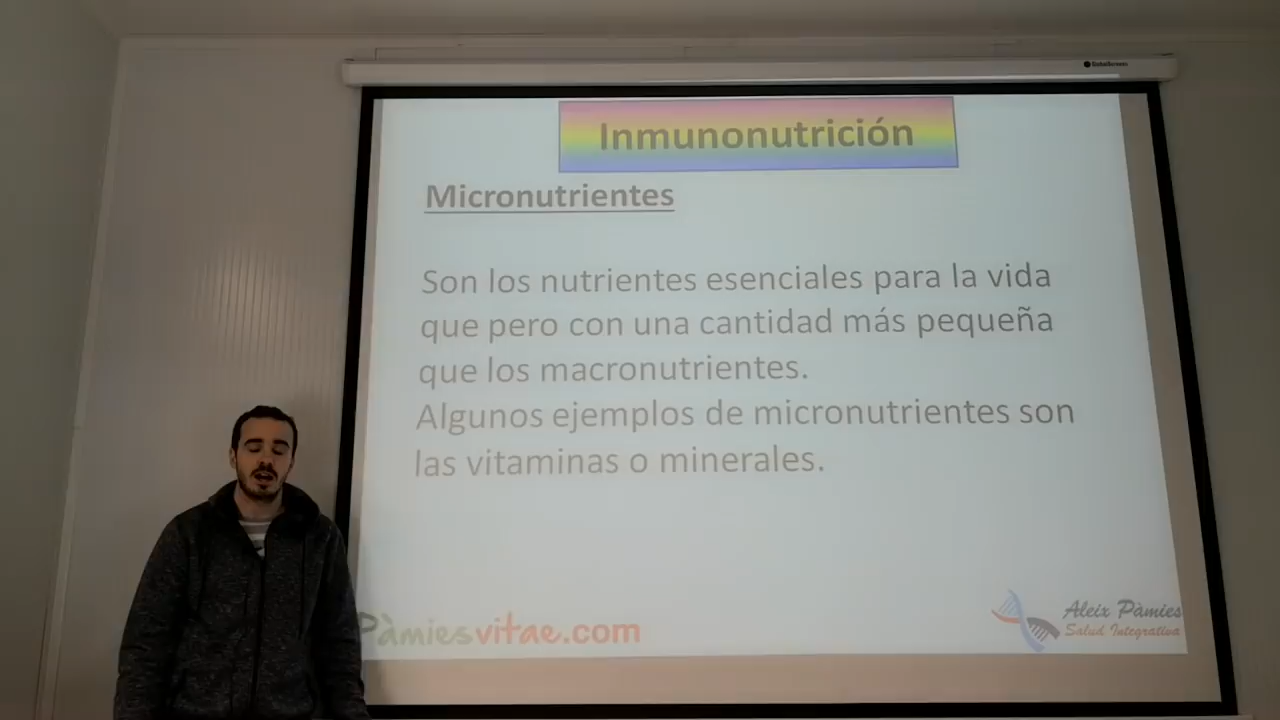 Inmunonutrición
Micronutrientes
Son los nutrientes esenciales para la vida
que pero con una cantidad más pequeña
que los macronutrientes.
Algunos ejemplos de micronutrientes son
las vitaminas o minerales.
Pàmiesvitae.com
Aleix Pàmies
Salud Integrativa